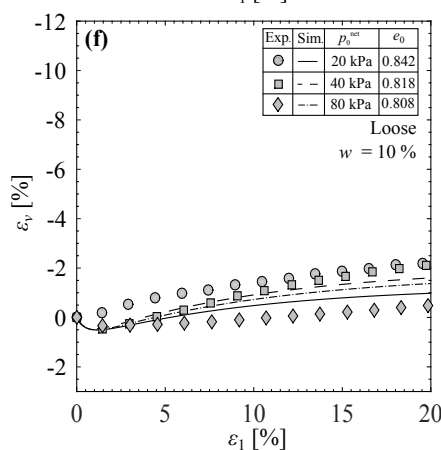 (f)
Exp. Sim. p₀ⁿᵉᵗ e₀
20 kPa 0.842
40 kPa 0.818
80 kPa 0.808
Loose
w = 10 %
-12
-10
-8
-6
-4
-2
0
2
εᵥ [%]
0 5 10 15 20
ε₁ [%]